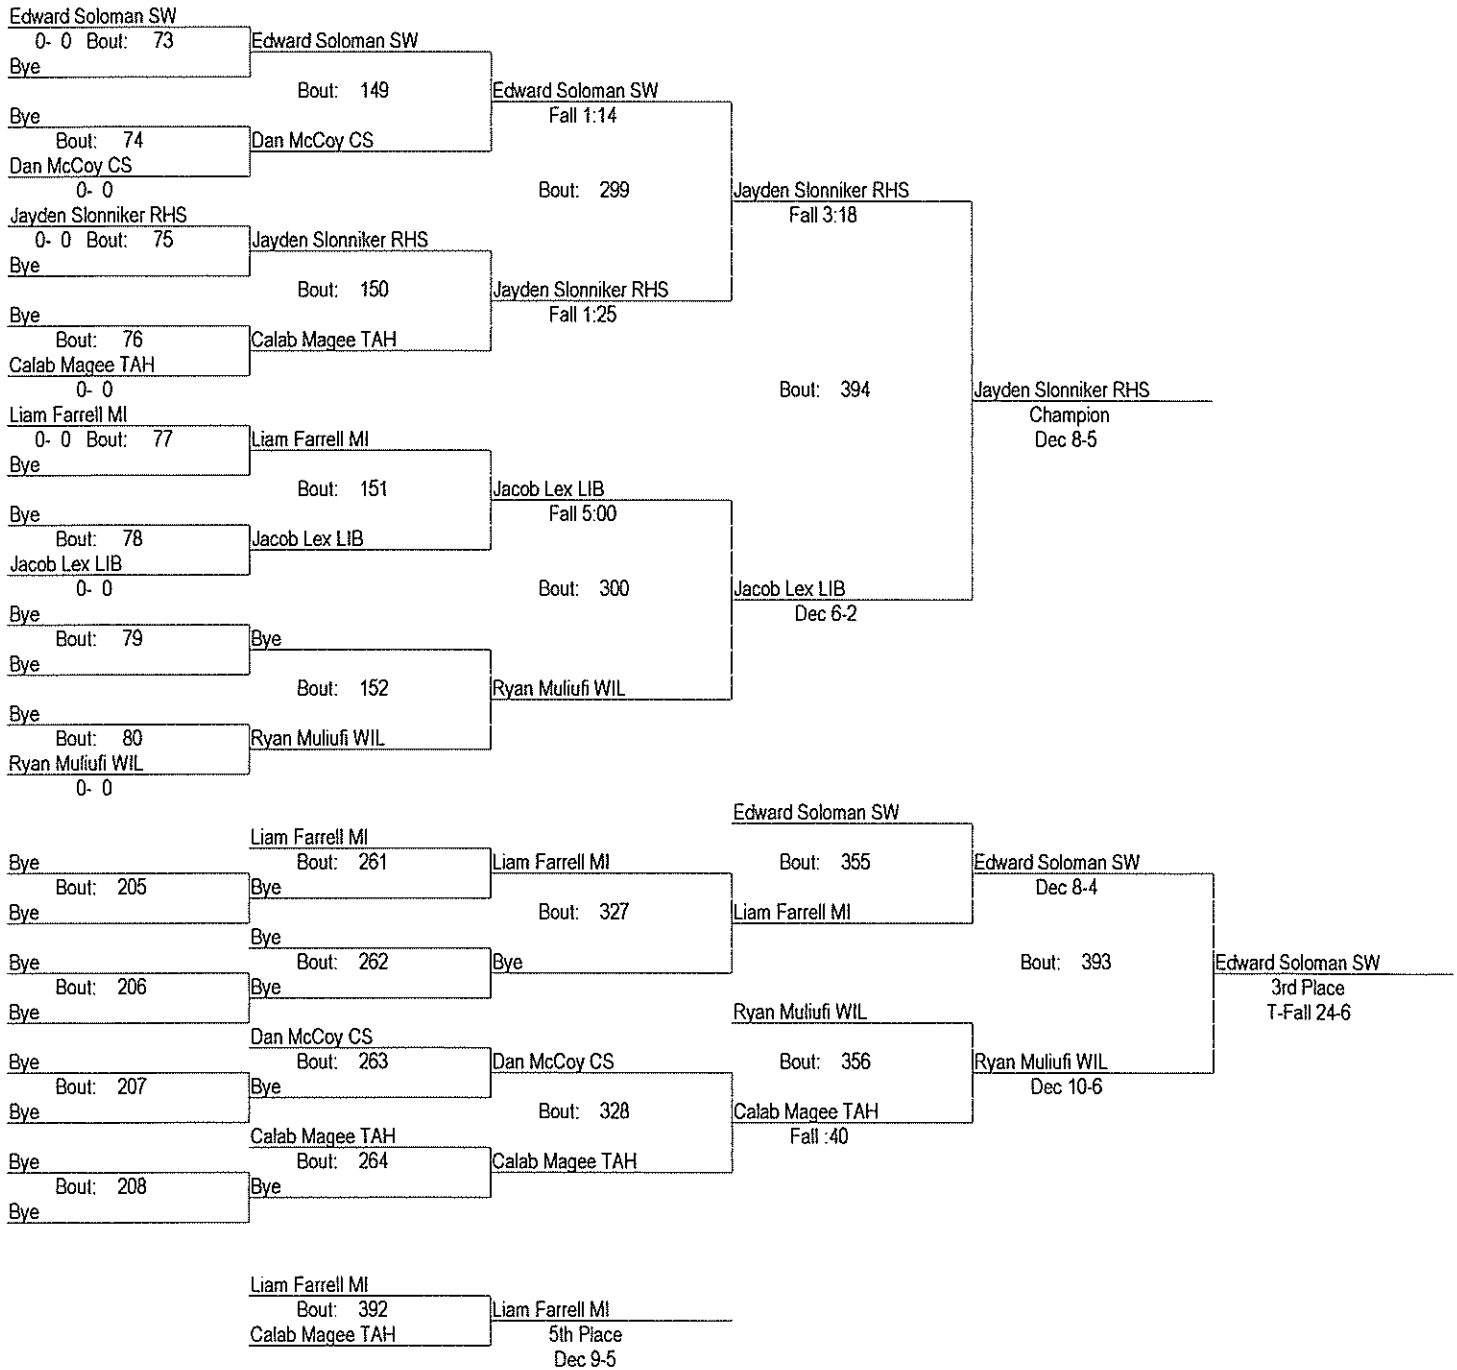 Edward Soloman SW
0- 0 Bout: 73
Bye
Edward Soloman SW
Bout: 149
Bye
Bout: 74
Dan McCoy CS
0- 0
Dan McCoy CS
Edward Soloman SW
Fall 1:14
Bout: 299
Jayden Slonniker RHS
0- 0 Bout: 75
Bye
Jayden Slonniker RHS
Bout: 150
Bye
Bout: 76
Calab Magee TAH
0- 0
Calab Magee TAH
Jayden Slonniker RHS
Fall 1:25
Jayden Slonniker RHS
Fall 3:18
Bout: 394
Jayden Slonniker RHS
Champion
Dec 8-5
Liam Farrell MI
0- 0 Bout: 77
Bye
Liam Farrell MI
Bout: 151
Bye
Bout: 78
Jacob Lex LIB
0- 0
Jacob Lex LIB
Jacob Lex LIB
Fall 5:00
Bout: 300
Bye
Bout: 79
Bye
Bye
Bout: 152
Bye
Bout: 80
Ryan Muliufi WIL
0- 0
Ryan Muliufi WIL
Ryan Muliufi WIL
Jacob Lex LIB
Dec 6-2
Bye
Bout: 205
Bye
Liam Farrell MI
Bout: 261
Bye
Liam Farrell MI
Bout: 327
Bye
Bout: 206
Bye
Bye
Bout: 262
Bye
Bye
Edward Soloman SW
Bout: 355
Liam Farrell MI
Edward Soloman SW
Dec 8-4
Bout: 393
Edward Soloman SW
3rd Place
T-Fall 24-6
Bye
Bout: 207
Bye
Dan McCoy CS
Bout: 263
Bye
Dan McCoy CS
Bout: 328
Bye
Bout: 208
Bye
Calab Magee TAH
Bout: 264
Bye
Calab Magee TAH
Ryan Muliufi WIL
Bout: 356
Calab Magee TAH
Fall :40
Ryan Muliufi WIL
Dec 10-6
Liam Farrell MI
Bout: 392
Calab Magee TAH
Liam Farrell MI
5th Place
Dec 9-5